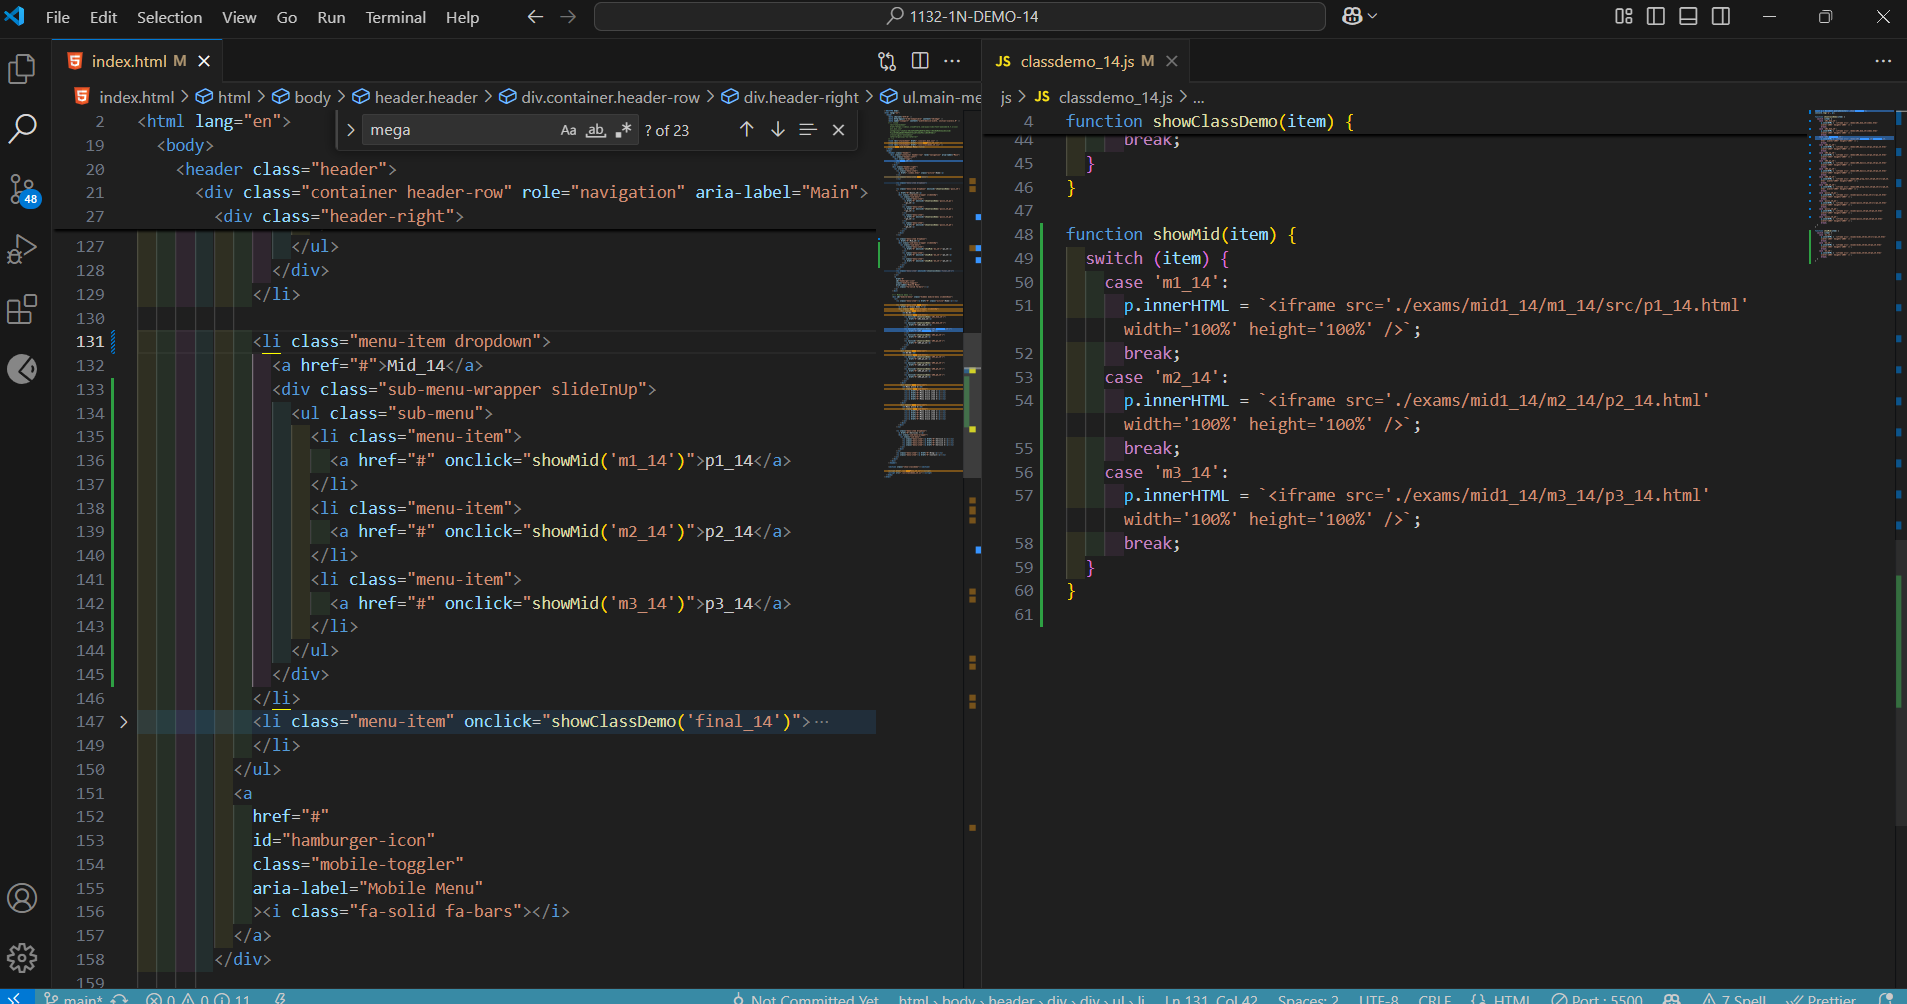 File Edit Selection View Go Run Terminal Help
1132-1N-DEMO-14
index.html M
index.html > html > body > header.header > div.container.header-row > div.header-right > ul.main-me
mega
Aa ab .* ? of 23
2 <html lang="en">
19 <body>
20 <header class="header">
21 <div class="container header-row" role="navigation" aria-label="Main">
27 <div class="header-right">
127 </ul>
128 </div>
129 </li>
130
131 <li class="menu-item dropdown">
132 <a href="#">Mid_14</a>
133 <div class="sub-menu-wrapper slideInUp">
134 <ul class="sub-menu">
135 <li class="menu-item">
136 <a href="#" onclick="showMid('m1_14')">p1_14</a>
137 </li>
138 <li class="menu-item">
139 <a href="#" onclick="showMid('m2_14')">p2_14</a>
140 </li>
141 <li class="menu-item">
142 <a href="#" onclick="showMid('m3_14')">p3_14</a>
143 </li>
144 </ul>
145 </div>
146 </li>
147 <li class="menu-item" onclick="showClassDemo('final_14')">…
149 </li>
150 </ul>
151 <a
152 href="#"
153 id="hamburger-icon"
154 class="mobile-toggler"
155 aria-label="Mobile Menu"
156 ><i class="fa-solid fa-bars"></i>
157 </a>
158 </div>
159
JS classdemo_14.js M
js > JS classdemo_14.js > ...
4 function showClassDemo(item) {
44 break;
45 }
46 }
47
48 function showMid(item) {
49 switch (item) {
50 case 'm1_14':
51 p.innerHTML = `<iframe src='./exams/mid1_14/m1_14/src/p1_14.html'
width='100%' height='100%' />`;
52 break;
53 case 'm2_14':
54 p.innerHTML = `<iframe src='./exams/mid1_14/m2_14/p2_14.html'
width='100%' height='100%' />`;
55 break;
56 case 'm3_14':
57 p.innerHTML = `<iframe src='./exams/mid1_14/m3_14/p3_14.html'
width='100%' height='100%' />`;
58 break;
59 }
60 }
61
48
main* 0 0 11 Not Committed Yet html › body › header › div › div › ul › li Ln 131, Col 42 Spaces: 2 UTF-8 CRLF {} HTML Port : 5500 7 Spell Prettier